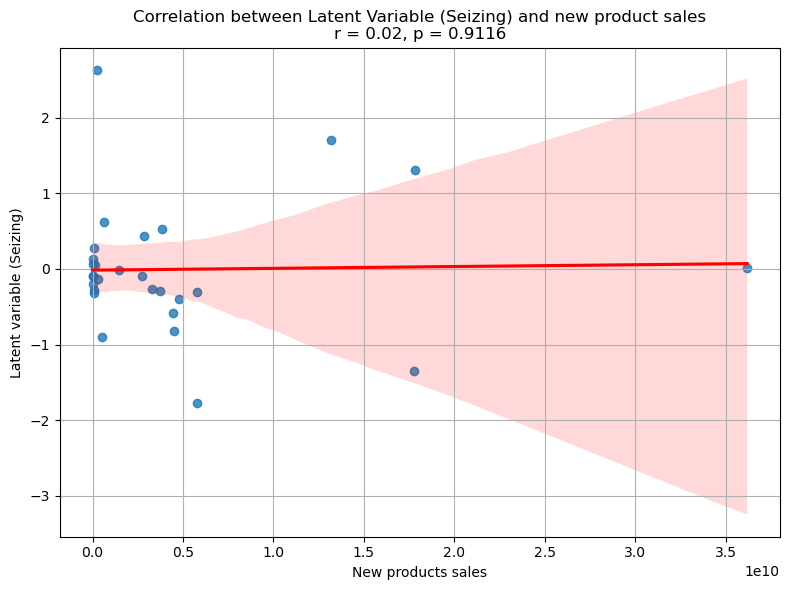 Correlation between Latent Variable (Seizing) and new product sales
r = 0.02, p = 0.9116
Latent variable (Seizing)
2
1
0
−1
−2
−3
0.0 0.5 1.0 1.5 2.0 2.5 3.0 3.5
1e10
New products sales